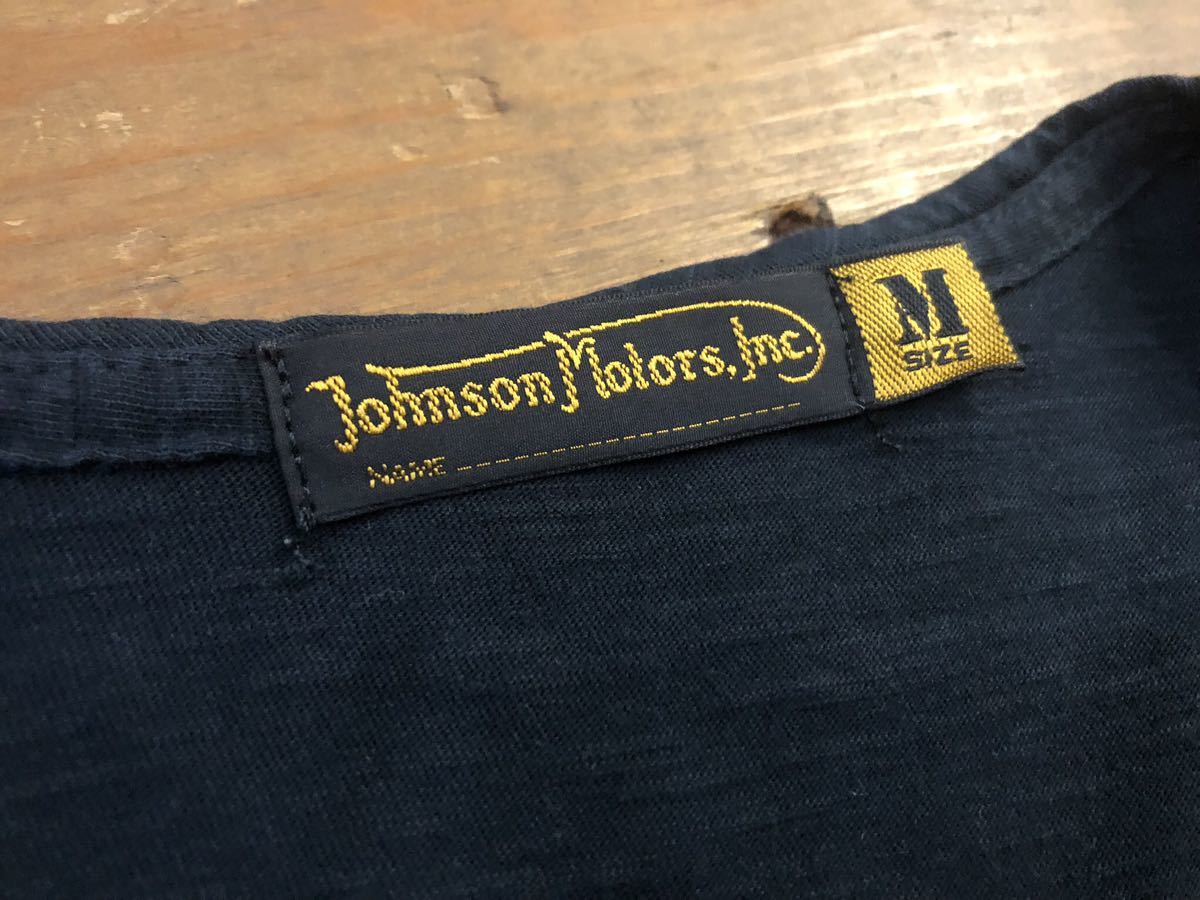 Johnson Motors, Inc.
NAME --------------------
M
SIZE